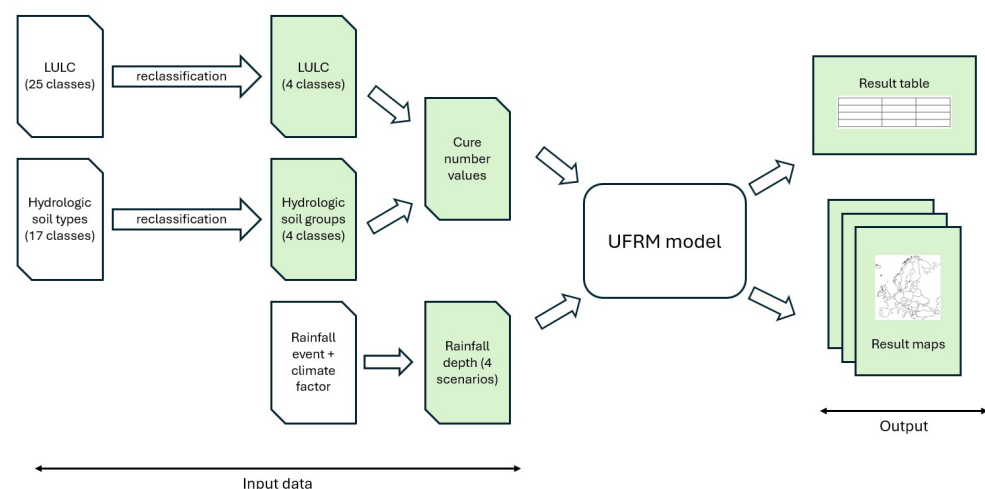 LULC
(25 classes)
reclassification
LULC
(4 classes)
Cure
number
values
Hydrologic
soil types
(17 classes)
reclassification
Hydrologic
soil groups
(4 classes)
Rainfall
event +
climate
factor
Rainfall
depth (4
scenarios)
UFRM model
Result table
Result maps
Output
Input data